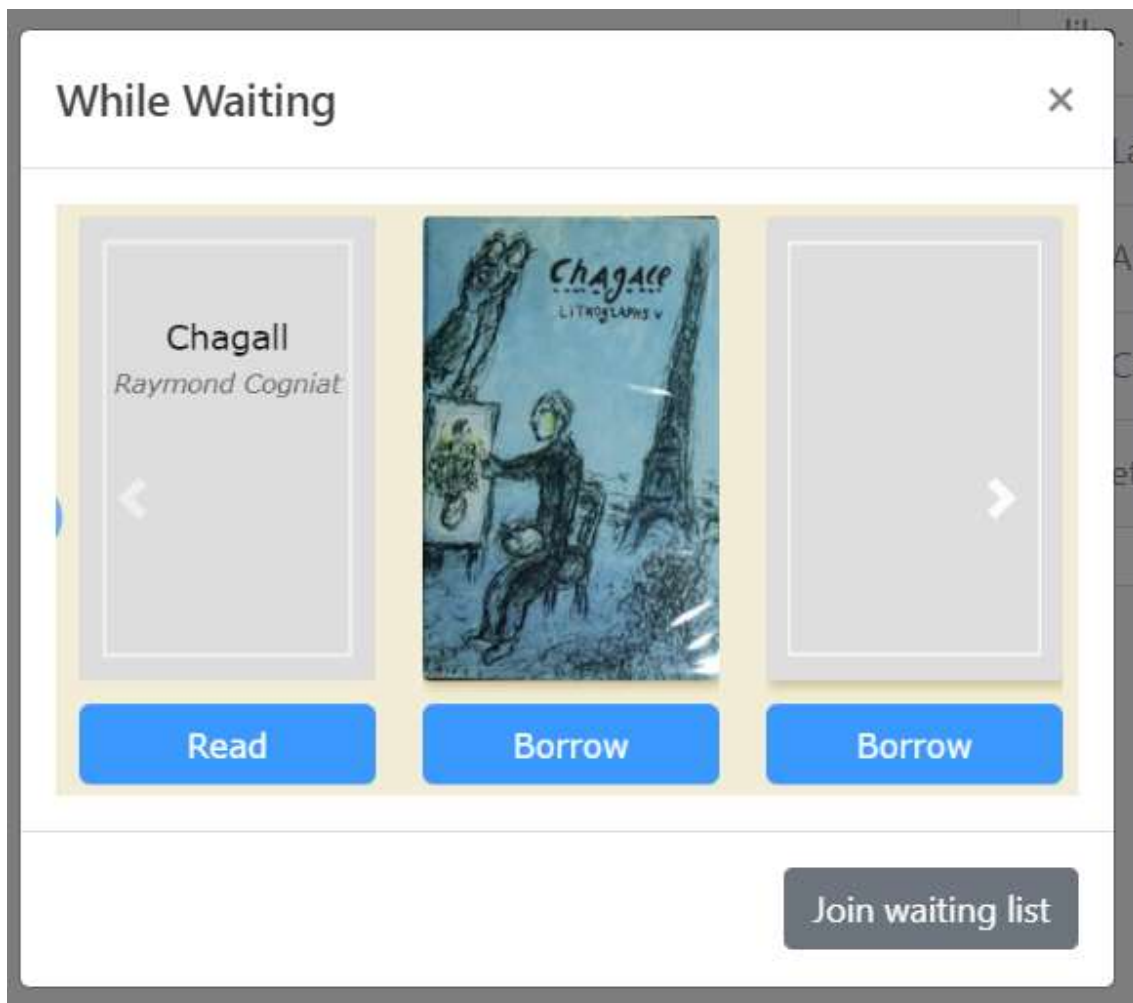 While Waiting
×
Chagall
Raymond Cogniat
Chagall
LITHOGRAPHS V
Read
Borrow
Borrow
Join waiting list